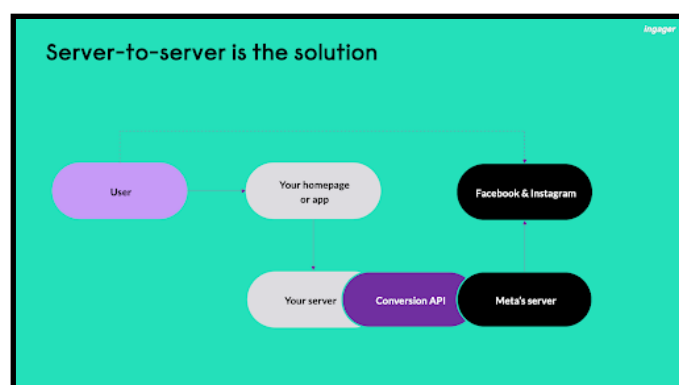 ingager
Server-to-server is the solution
User
Your homepage
or app
Facebook & Instagram
Your server
Conversion API
Meta's server